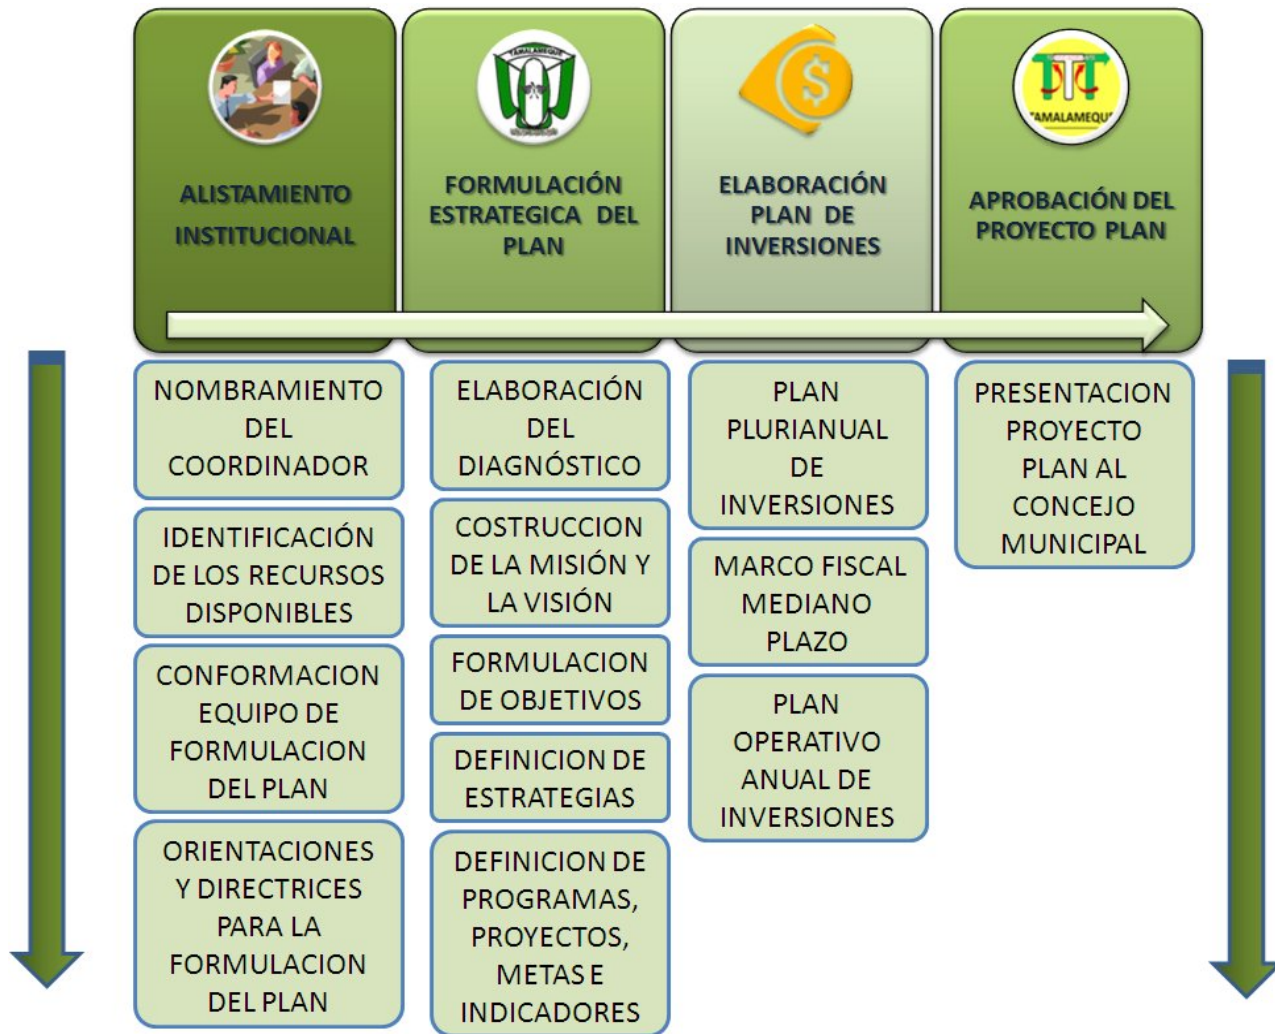 TAMALAMEQUE
TTT
TAMALAMEQU
ALISTAMIENTO
INSTITUCIONAL
FORMULACIÓN
ESTRATEGICA DEL
PLAN
ELABORACIÓN
PLAN DE
INVERSIONES
APROBACIÓN DEL
PROYECTO PLAN
NOMBRAMIENTO
DEL
COORDINADOR
IDENTIFICACIÓN
DE LOS RECURSOS
DISPONIBLES
CONFORMACION
EQUIPO DE
FORMULACION
DEL PLAN
ORIENTACIONES
Y DIRECTRICES
PARA LA
FORMULACION
DEL PLAN
ELABORACIÓN
DEL
DIAGNÓSTICO
COSTRUCCION
DE LA MISIÓN Y
LA VISIÓN
FORMULACION
DE OBJETIVOS
DEFINICION DE
ESTRATEGIAS
DEFINICION DE
PROGRAMAS,
PROYECTOS,
METAS E
INDICADORES
PLAN
PLURIANUAL
DE
INVERSIONES
MARCO FISCAL
MEDIANO
PLAZO
PLAN
OPERATIVO
ANUAL DE
INVERSIONES
PRESENTACION
PROYECTO
PLAN AL
CONCEJO
MUNICIPAL